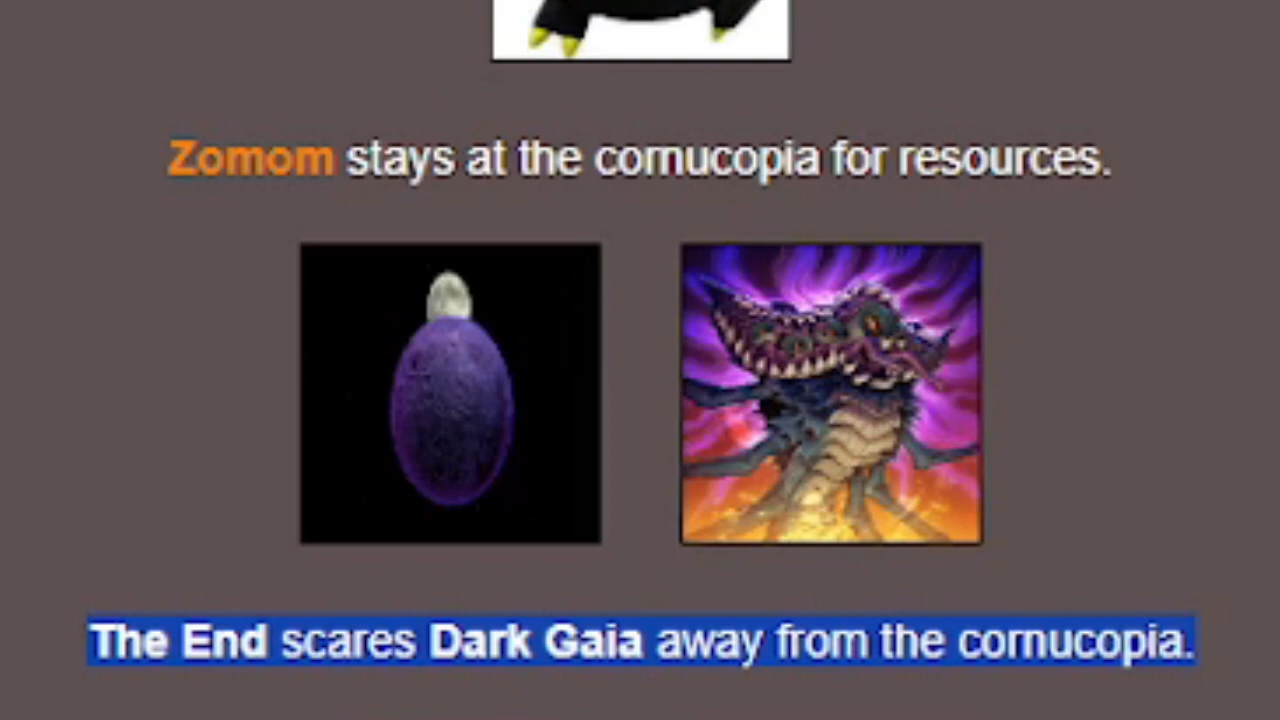 Zomom stays at the cornucopia for resources.
The End scares Dark Gaia away from the cornucopia.